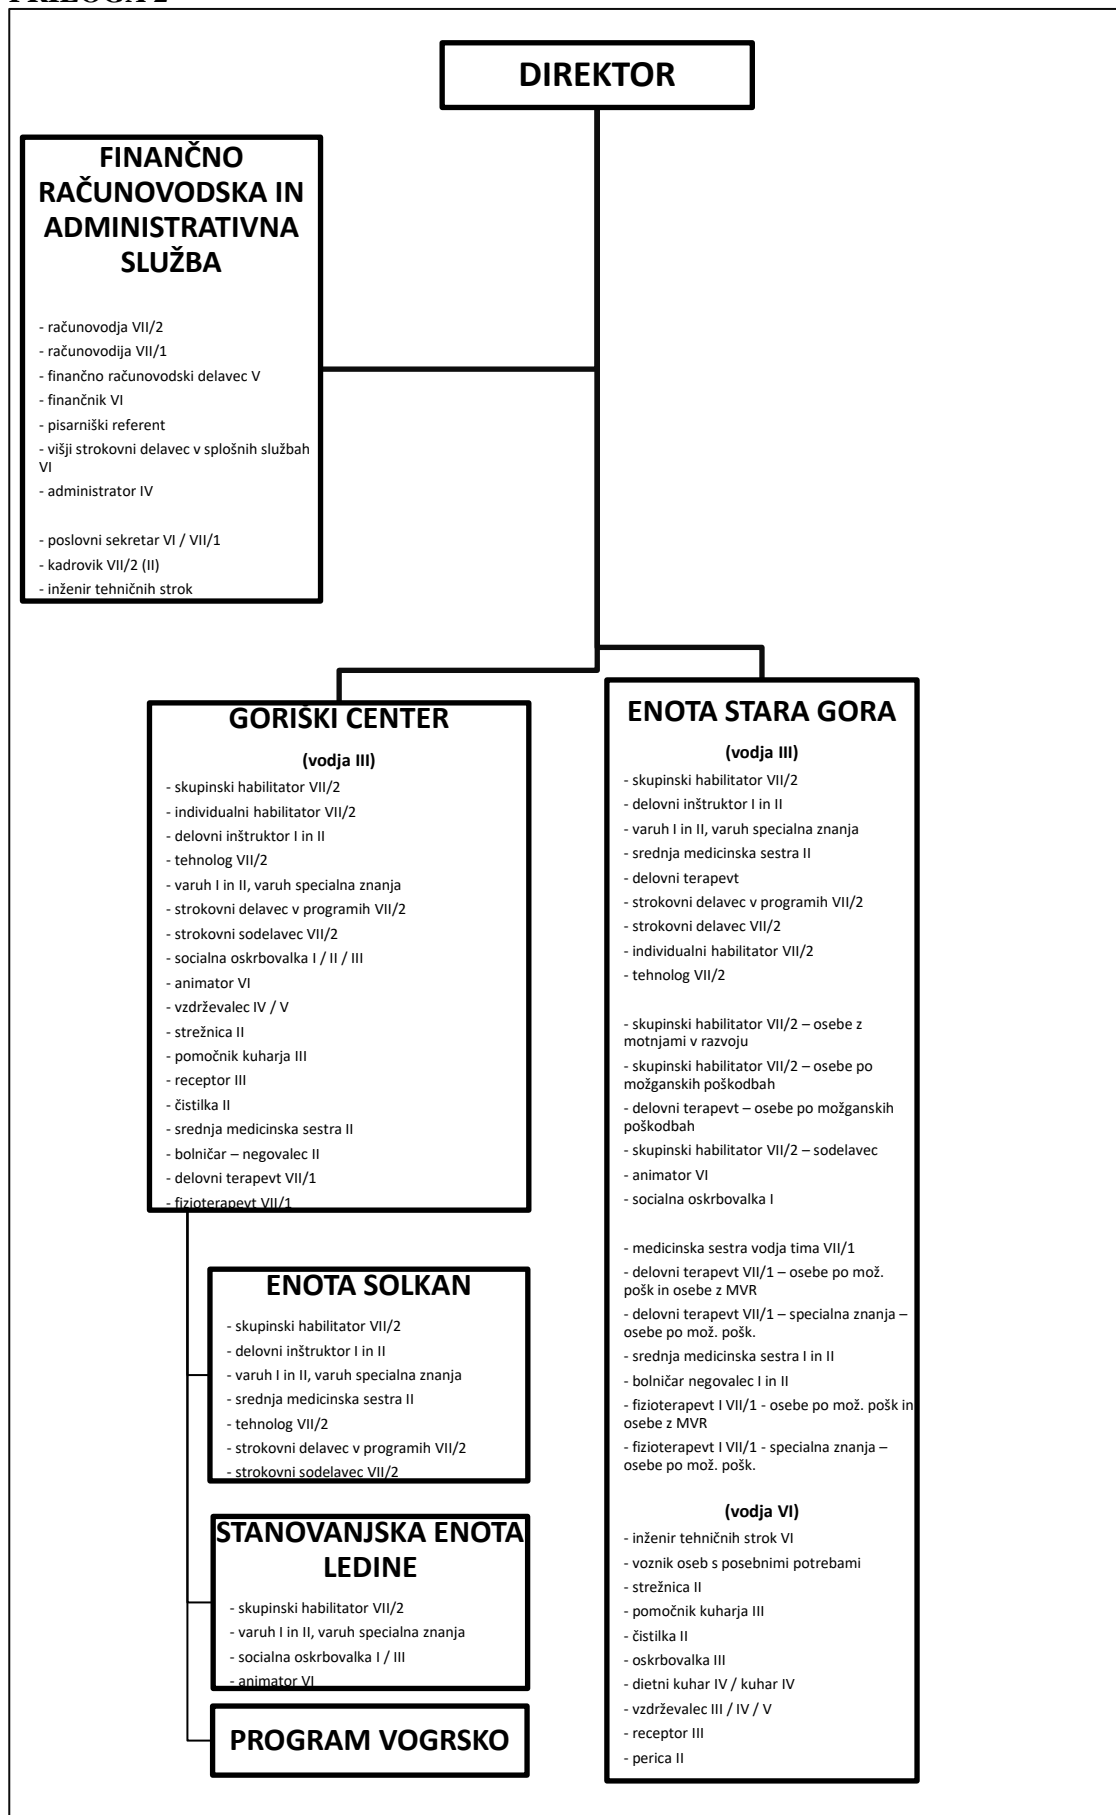 PRILOGA 2
DIREKTOR
FINANČNO
RAČUNOVODSKA IN
ADMINISTRATIVNA
SLUŽBA
- računovodja VII/2
- računovodija VII/1
- finančno računovodski delavec V
- finančnik VI
- pisarniški referent
- višji strokovni delavec v splošnih službah
VI
- administrator IV
- poslovni sekretar VI / VII/1
- kadrovik VII/2 (II)
- inženir tehničnih strok
GORIŠKI CENTER
(vodja III)
- skupinski habilitator VII/2
- individualni habilitator VII/2
- delovni inštruktor I in II
- tehnolog VII/2
- varuh I in II, varuh specialna znanja
- strokovni delavec v programih VII/2
- strokovni sodelavec VII/2
- socialna oskrbovalka I / II / III
- animator VI
- vzdrževalec IV / V
- strežnica II
- pomočnik kuharja III
- receptor III
- čistilka II
- srednja medicinska sestra II
- bolničar – negovalec II
- delovni terapevt VII/1
- fizioterapevt VII/1
ENOTA SOLKAN
- skupinski habilitator VII/2
- delovni inštruktor I in II
- varuh I in II, varuh specialna znanja
- srednja medicinska sestra II
- tehnolog VII/2
- strokovni delavec v programih VII/2
- strokovni sodelavec VII/2
STANOVANJSKA ENOTA
LEDINE
- skupinski habilitator VII/2
- varuh I in II, varuh specialna znanja
- socialna oskrbovalka I / III
- animator VI
PROGRAM VOGRSKO
ENOTA STARA GORA
(vodja III)
- skupinski habilitator VII/2
- delovni inštruktor I in II
- varuh I in II, varuh specialna znanja
- srednja medicinska sestra II
- delovni terapevt
- strokovni delavec v programih VII/2
- strokovni delavec VII/2
- individualni habilitator VII/2
- tehnolog VII/2
- skupinski habilitator VII/2 – osebe z
motnjami v razvoju
- skupinski habilitator VII/2 – osebe po
možganskih poškodbah
- delovni terapevt – osebe po možganskih
poškodbah
- skupinski habilitator VII/2 – sodelavec
- animator VI
- socialna oskrbovalka I
- medicinska sestra vodja tima VII/1
- delovni terapevt VII/1 – osebe po mož.
pošk in osebe z MVR
- delovni terapevt VII/1 – specialna znanja –
osebe po mož. pošk.
- srednja medicinska sestra I in II
- bolničar negovalec I in II
- fizioterapevt I VII/1 - osebe po mož. pošk in
osebe z MVR
- fizioterapevt I VII/1 - specialna znanja –
osebe po mož. pošk.
(vodja VI)
- inženir tehničnih strok VI
- voznik oseb s posebnimi potrebami
- strežnica II
- pomočnik kuharja III
- čistilka II
- oskrbovalka III
- dietni kuhar IV / kuhar IV
- vzdrževalec III / IV / V
- receptor III
- perica II